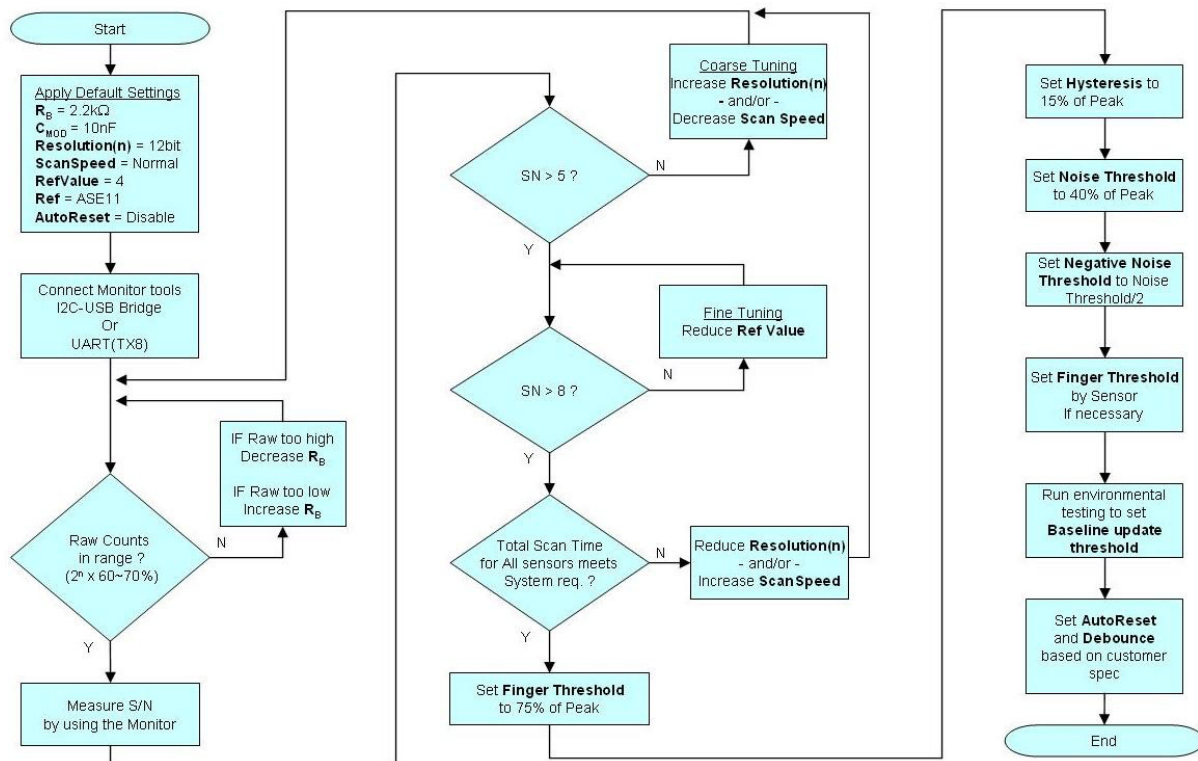 Start
Apply Default Settings
RB = 2.2kΩ
CMOD = 10nF
Resolution(n) = 12bit
ScanSpeed = Normal
RefValue = 4
Ref = ASE11
AutoReset = Disable
Connect Monitor tools
I2C-USB Bridge
Or
UART(TX8)
IF Raw too high
Decrease RB
IF Raw too low
Increase RB
Raw Counts
in range ?
(2ⁿ x 60~70%)
N
Y
Measure S/N
by using the Monitor
Coarse Tuning
Increase Resolution(n)
- and/or -
Decrease Scan Speed
SN > 5 ?
N
Y
Fine Tuning
Reduce Ref Value
SN > 8 ?
N
Y
Total Scan Time
for All sensors meets
System req. ?
N
Reduce Resolution(n)
- and/or -
Increase ScanSpeed
Y
Set Finger Threshold
to 75% of Peak
Set Hysteresis to
15% of Peak
Set Noise Threshold
to 40% of Peak
Set Negative Noise
Threshold to Noise
Threshold/2
Set Finger Threshold
by Sensor
If necessary
Run environmental
testing to set
Baseline update
threshold)
Set AutoReset
and Debounce
based on customer
spec
End